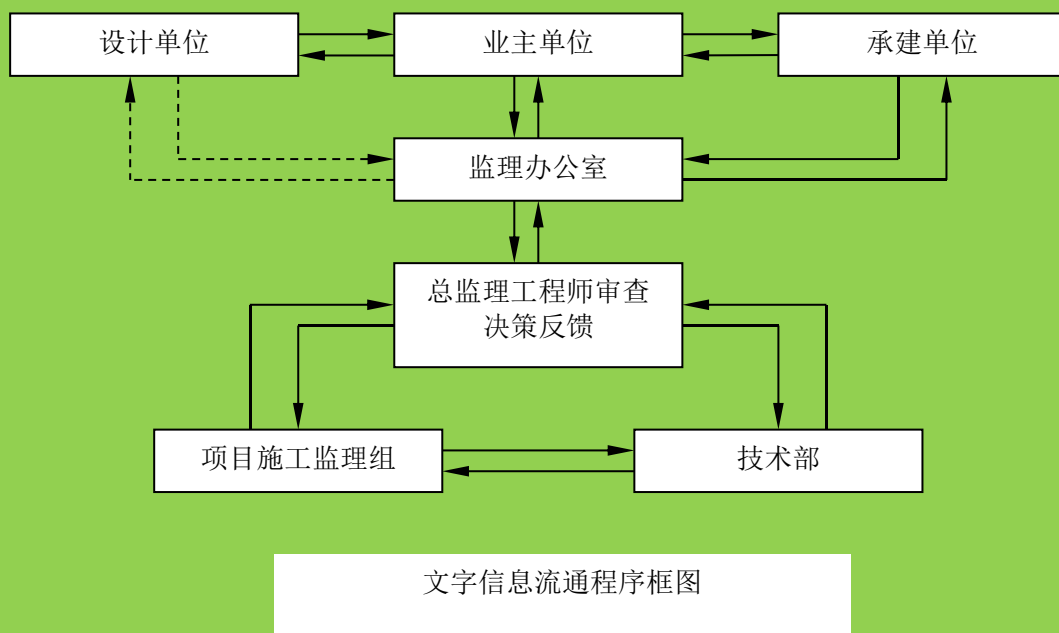 设计单位
业主单位
承建单位
监理办公室
总监理工程师审查
决策反馈
项目施工监理组
技术部
文字信息流通程序框图